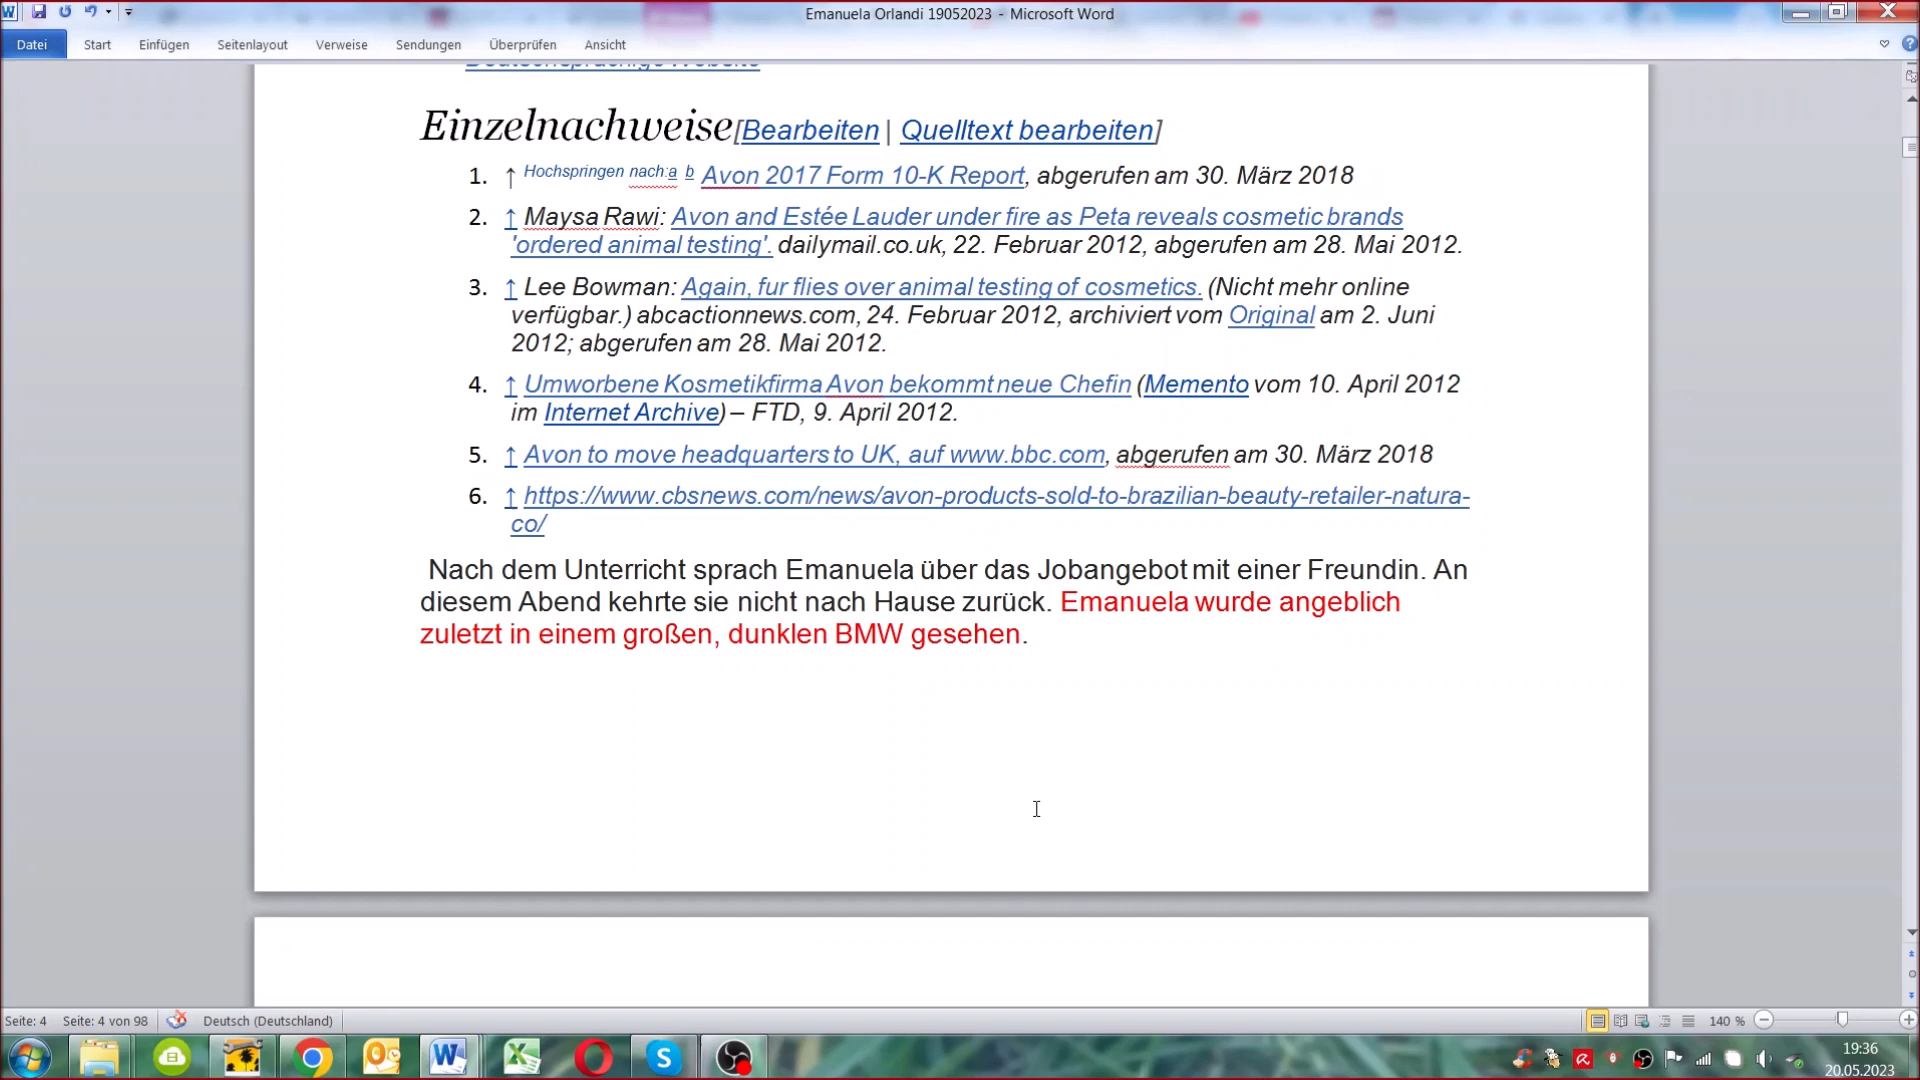 Emanuela Orlandi 19052023 - Microsoft Word
Datei Start Einfügen Seitenlayout Verweise Sendungen Überprüfen Ansicht
Deutschsprachige Website
Einzelnachweise[Bearbeiten | Quelltext bearbeiten]
1. ↑ Hochspringen nach:a b Avon 2017 Form 10-K Report, abgerufen am 30. März 2018
2. ↑ Maysa Rawi: Avon and Estée Lauder under fire as Peta reveals cosmetic brands
'ordered animal testing'. dailymail.co.uk, 22. Februar 2012, abgerufen am 28. Mai 2012.
3. ↑ Lee Bowman: Again, fur flies over animal testing of cosmetics. (Nicht mehr online
verfügbar.) abcactionnews.com, 24. Februar 2012, archiviert vom Original am 2. Juni
2012; abgerufen am 28. Mai 2012.
4. ↑ Umworbene Kosmetikfirma Avon bekommt neue Chefin (Memento vom 10. April 2012
im Internet Archive) – FTD, 9. April 2012.
5. ↑ Avon to move headquarters to UK, auf www.bbc.com, abgerufen am 30. März 2018
6. ↑ https://www.cbsnews.com/news/avon-products-sold-to-brazilian-beauty-retailer-natura-
co/
Nach dem Unterricht sprach Emanuela über das Jobangebot mit einer Freundin. An
diesem Abend kehrte sie nicht nach Hause zurück. Emanuela wurde angeblich
zuletzt in einem großen, dunklen BMW gesehen.
Seite: 4 Seite: 4 von 98 Deutsch (Deutschland) 140 %
19:36
20.05.2023